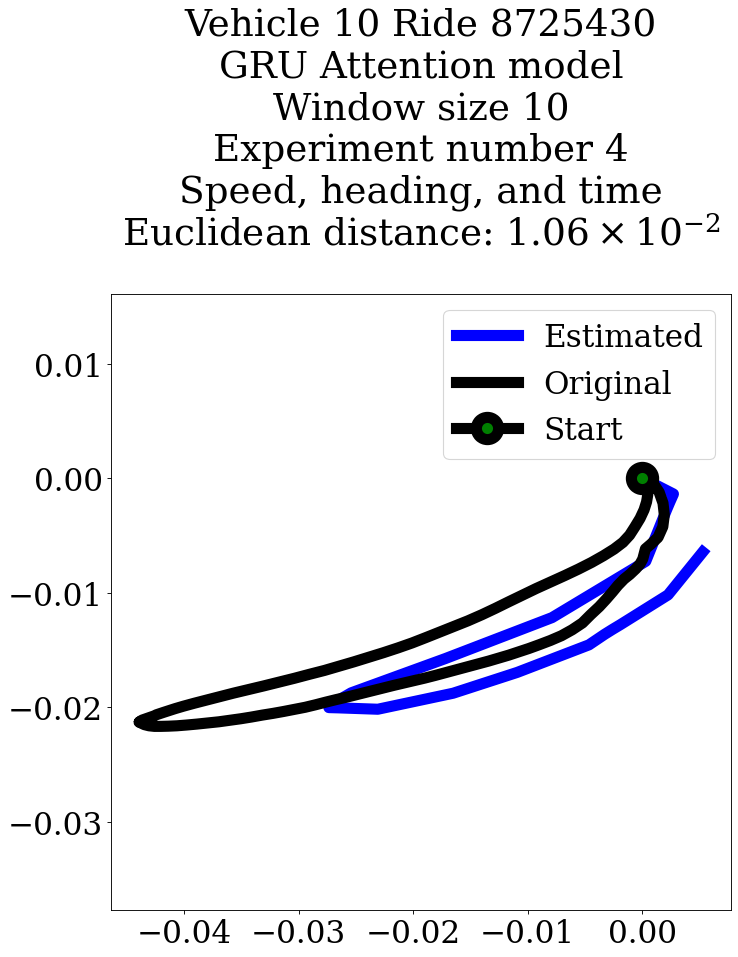 Vehicle 10 Ride 8725430
GRU Attention model
Window size 10
Experiment number 4
Speed, heading, and time
Euclidean distance: 1.06 × 10⁻²
Estimated
Original
Start
0.01
0.00
−0.01
−0.02
−0.03
−0.04 −0.03 −0.02 −0.01 0.00